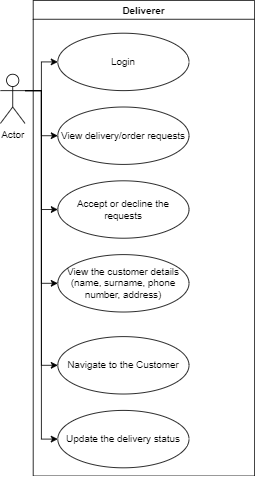 Deliverer
Login
Actor
View delivery/order requests
Accept or decline the
requests
View the customer details
(name, surname, phone
number, address)
Navigate to the Customer
Update the delivery status